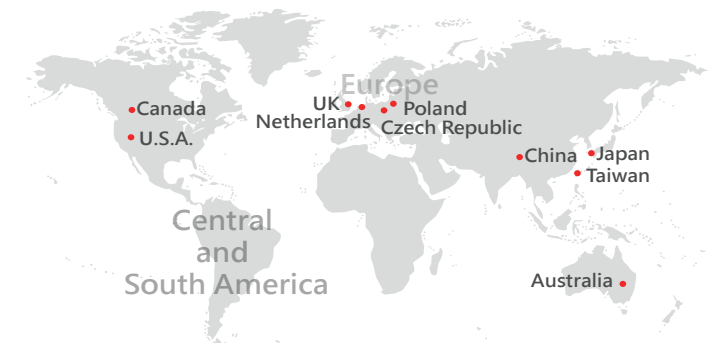 Europe
Canada
UK
Poland
Netherlands
Czech Republic
U.S.A.
China
Japan
Taiwan
Central
and
South America
Australia